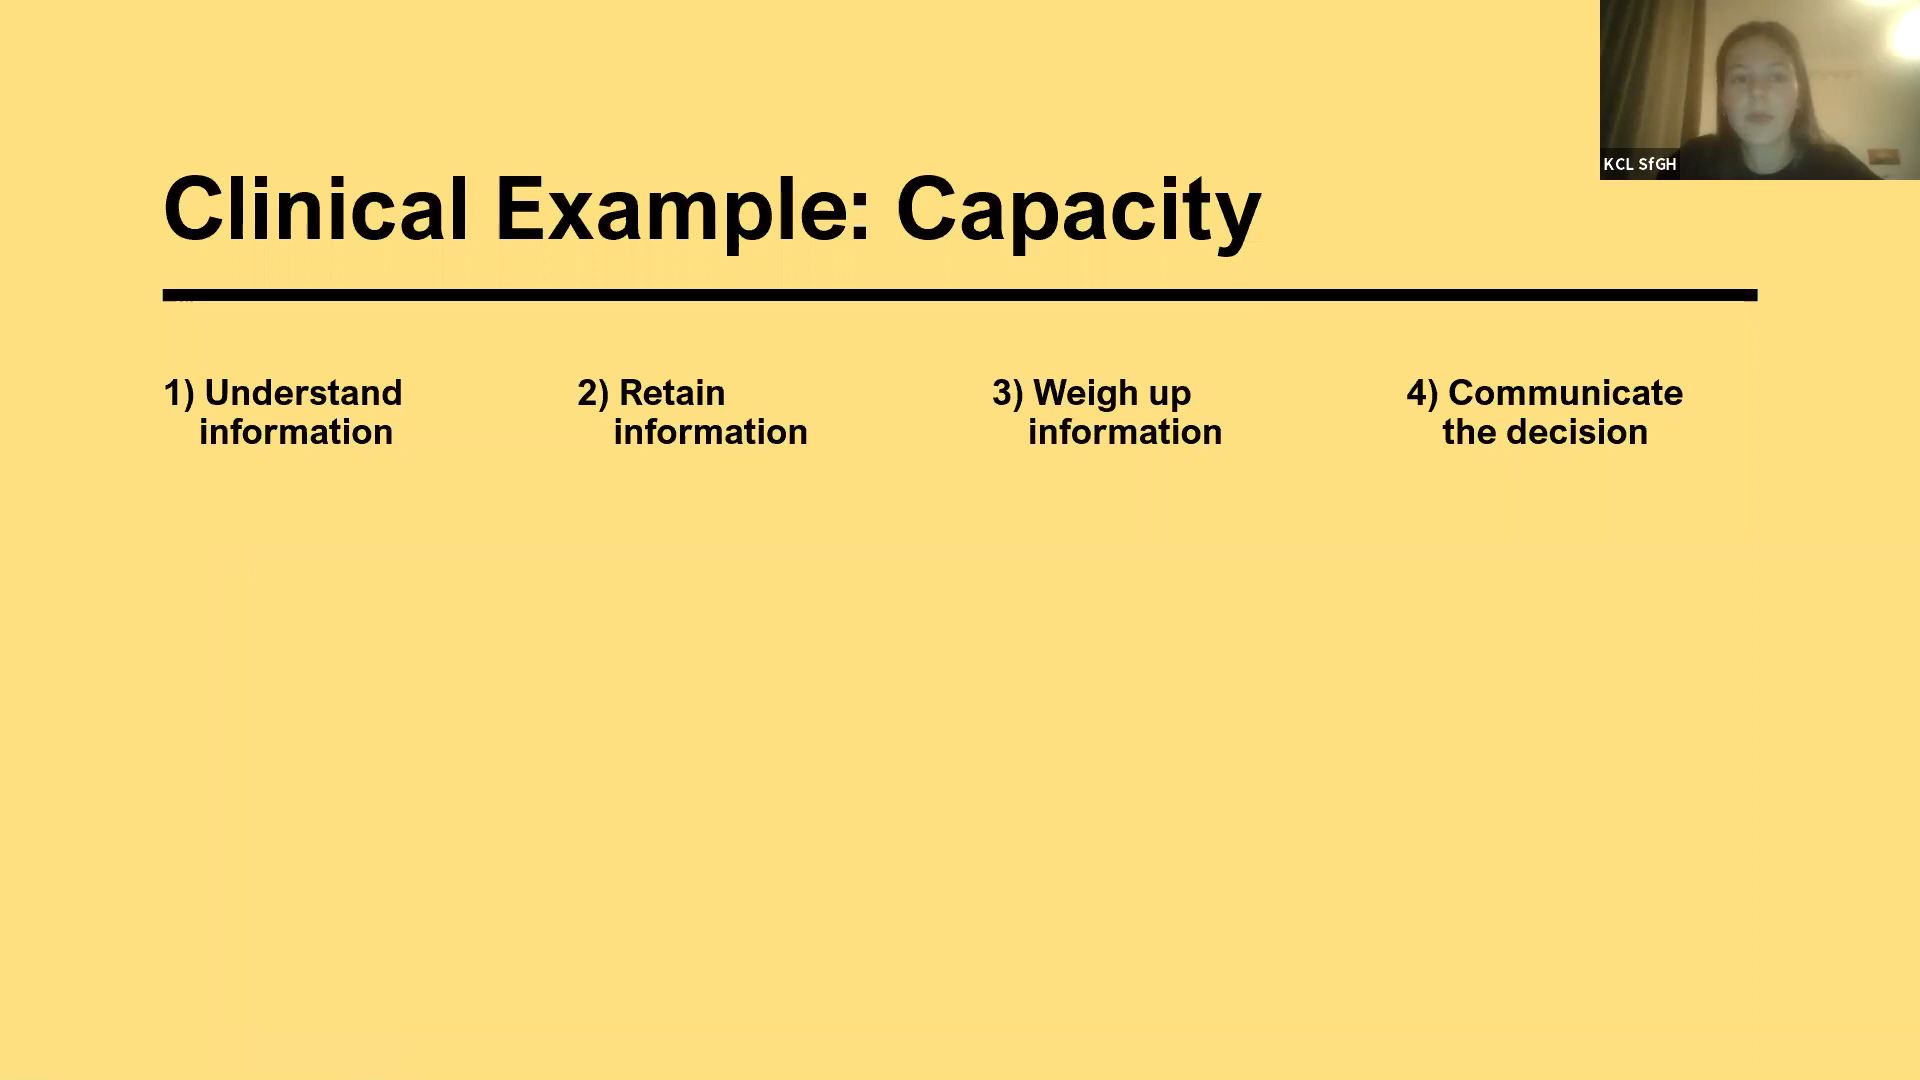 KCL SfGH
Clinical Example: Capacity
1) Understand
information
2) Retain
information
3) Weigh up
information
4) Communicate
the decision